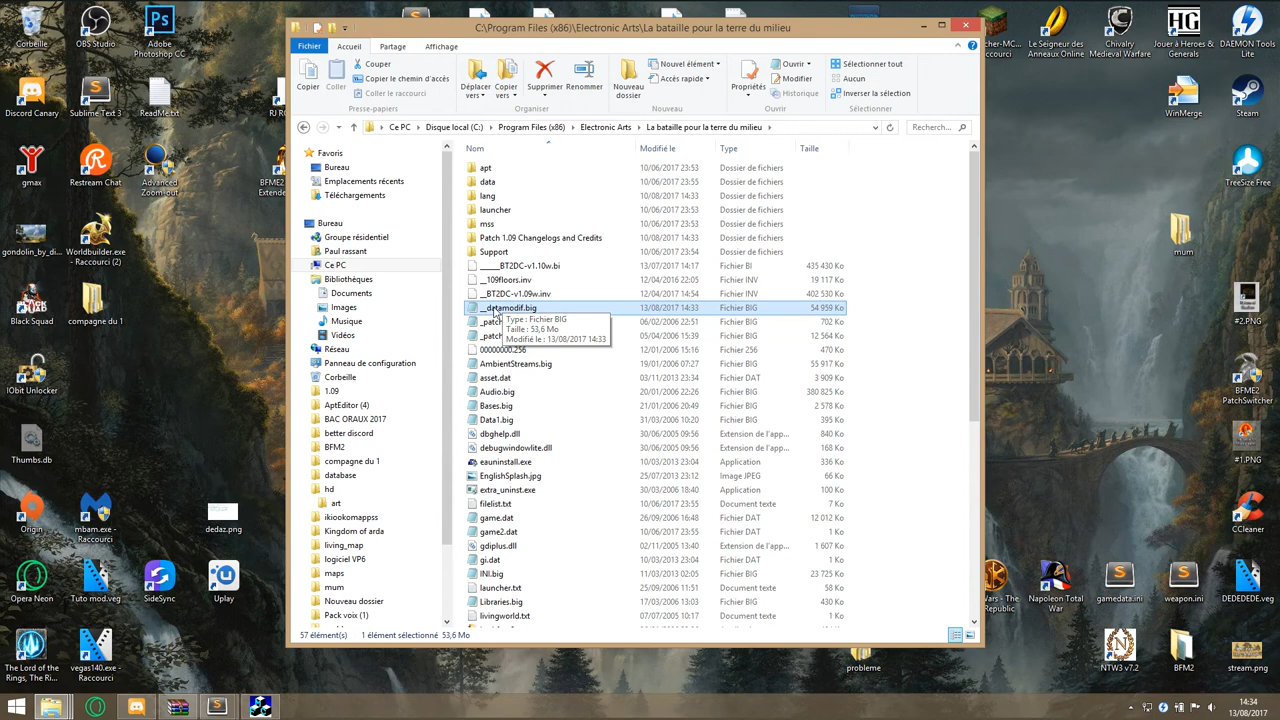 C:\Program Files (x86)\Electronic Arts\La bataille pour la terre du milieu
Fichier
Accueil
Partage
Affichage
Copier
Coller
Couper
Copier le chemin d'accès
Coller le raccourci
Presse-papiers
Déplacer vers
Copier vers
Supprimer
Renommer
Organiser
Nouveau dossier
Nouvel élément
Accès rapide
Nouveau
Propriétés
Ouvrir
Modifier
Historique
Ouvrir
Sélectionner tout
Aucun
Inverser la sélection
Sélectionner
Ce PC
Disque local (C:)
Program Files (x86)
Electronic Arts
La bataille pour la terre du milieu
Recherc...
Favoris
Bureau
Emplacements récents
Téléchargements
Bureau
Groupe résidentiel
Paul rassant
Ce PC
Bibliothèques
Documents
Images
Musique
Vidéos
Réseau
Panneau de configuration
Corbeille
1.09
AptEditor (4)
BAC ORAUX 2017
better discord
BFM2
compagne du 1
database
hd
art
ikiookomappss
Kingdom of arda
living_map
logiciel VP6
maps
mum
Nouveau dossier
Pack voix (1)
Nom Modifié le Type Taille
apt 10/06/2017 23:53 Dossier de fichiers
data 10/06/2017 23:55 Dossier de fichiers
lang 10/08/2017 14:33 Dossier de fichiers
launcher 10/06/2017 23:53 Dossier de fichiers
mss 10/06/2017 23:53 Dossier de fichiers
Patch 1.09 Changelogs and Credits 10/08/2017 14:33 Dossier de fichiers
Support 10/06/2017 23:54 Dossier de fichiers
______BT2DC-v1.10w.bi 13/07/2017 14:17 Fichier BI 435 430 Ko
__109floors.inv 12/04/2016 22:05 Fichier INV 19 117 Ko
__BT2DC-v1.09w.inv 12/04/2017 14:54 Fichier INV 402 530 Ko
__datamodif.big 13/08/2017 14:33 Fichier BIG 54 959 Ko
_patch 06/02/2006 22:51 Fichier BIG 702 Ko
_patch 05/04/2006 15:39 Fichier BIG 12 564 Ko
Type : Fichier BIG
Taille : 53,6 Mo
Modifié le : 13/08/2017 14:33
00000000.256 12/01/2006 15:16 Fichier 256 470 Ko
AmbientStreams.big 19/01/2006 07:27 Fichier BIG 55 917 Ko
asset.dat 03/11/2013 23:34 Fichier DAT 3 909 Ko
Audio.big 20/01/2006 22:26 Fichier BIG 380 825 Ko
Bases.big 21/01/2006 20:49 Fichier BIG 2 578 Ko
Data1.big 31/03/2006 10:20 Fichier BIG 395 Ko
dbghelp.dll 30/06/2005 09:56 Extension de l'app... 840 Ko
debugwindowlite.dll 30/06/2005 09:56 Extension de l'app... 168 Ko
eauninstall.exe 10/03/2013 23:04 Application 336 Ko
EnglishSplash.jpg 25/07/2013 23:12 Image JPEG 66 Ko
extra_uninst.exe 30/03/2006 18:40 Application 100 Ko
filelist.txt 10/06/2017 23:55 Document texte 7 Ko
game.dat 26/09/2006 16:48 Fichier DAT 12 012 Ko
game2.dat 10/06/2017 23:55 Fichier DAT 1 Ko
gdiplus.dll 02/11/2005 13:40 Extension de l'app... 1 607 Ko
gi.dat 10/03/2013 23:04 Fichier DAT 1 Ko
INI.big 11/03/2013 02:05 Fichier BIG 23 725 Ko
launcher.txt 25/09/2006 11:51 Document texte 1 Ko
Libraries.big 17/03/2006 13:03 Fichier BIG 430 Ko
livingworld.txt 07/07/2005 10:17 Document texte 1 Ko
57 élément(s) 1 élément sélectionné 53,6 Mo
Corbeille
OBS Studio
Adobe Photoshop CC
Discord Canary
Sublime Text 3
ReadMe.txt
gmax
Restream Chat
Advanced Zoom-out
gondolin_by_di...
Worldbuilder.exe - Raccourci (2)
Black Squad
compagne du 1
IObit Unlocker
Thumbs.db
Origin
mbam.exe - Raccourci
dedaz.png
Opera Neon
Tuto mod.veg
SideSync
Uplay
The Lord of the Rings, The Ri...
vegas140.exe - Raccourci
Le Seigneur des Anneaux Online
Chivalry Medieval Warfare
Jouer à Heroes & Generals
DAEMON Tools Lite
WinMerge
Steam
TreeSize Free
mum
#2.PNG
BFME2 PatchSwitcher
#1.PNG
CCleaner
Napoleon Total War
gamedata.ini
weapon.ini
DEDEDEDE.veg
NTW3 v7.2
BFM2
stream.png
probleme
14:34
13/08/2017